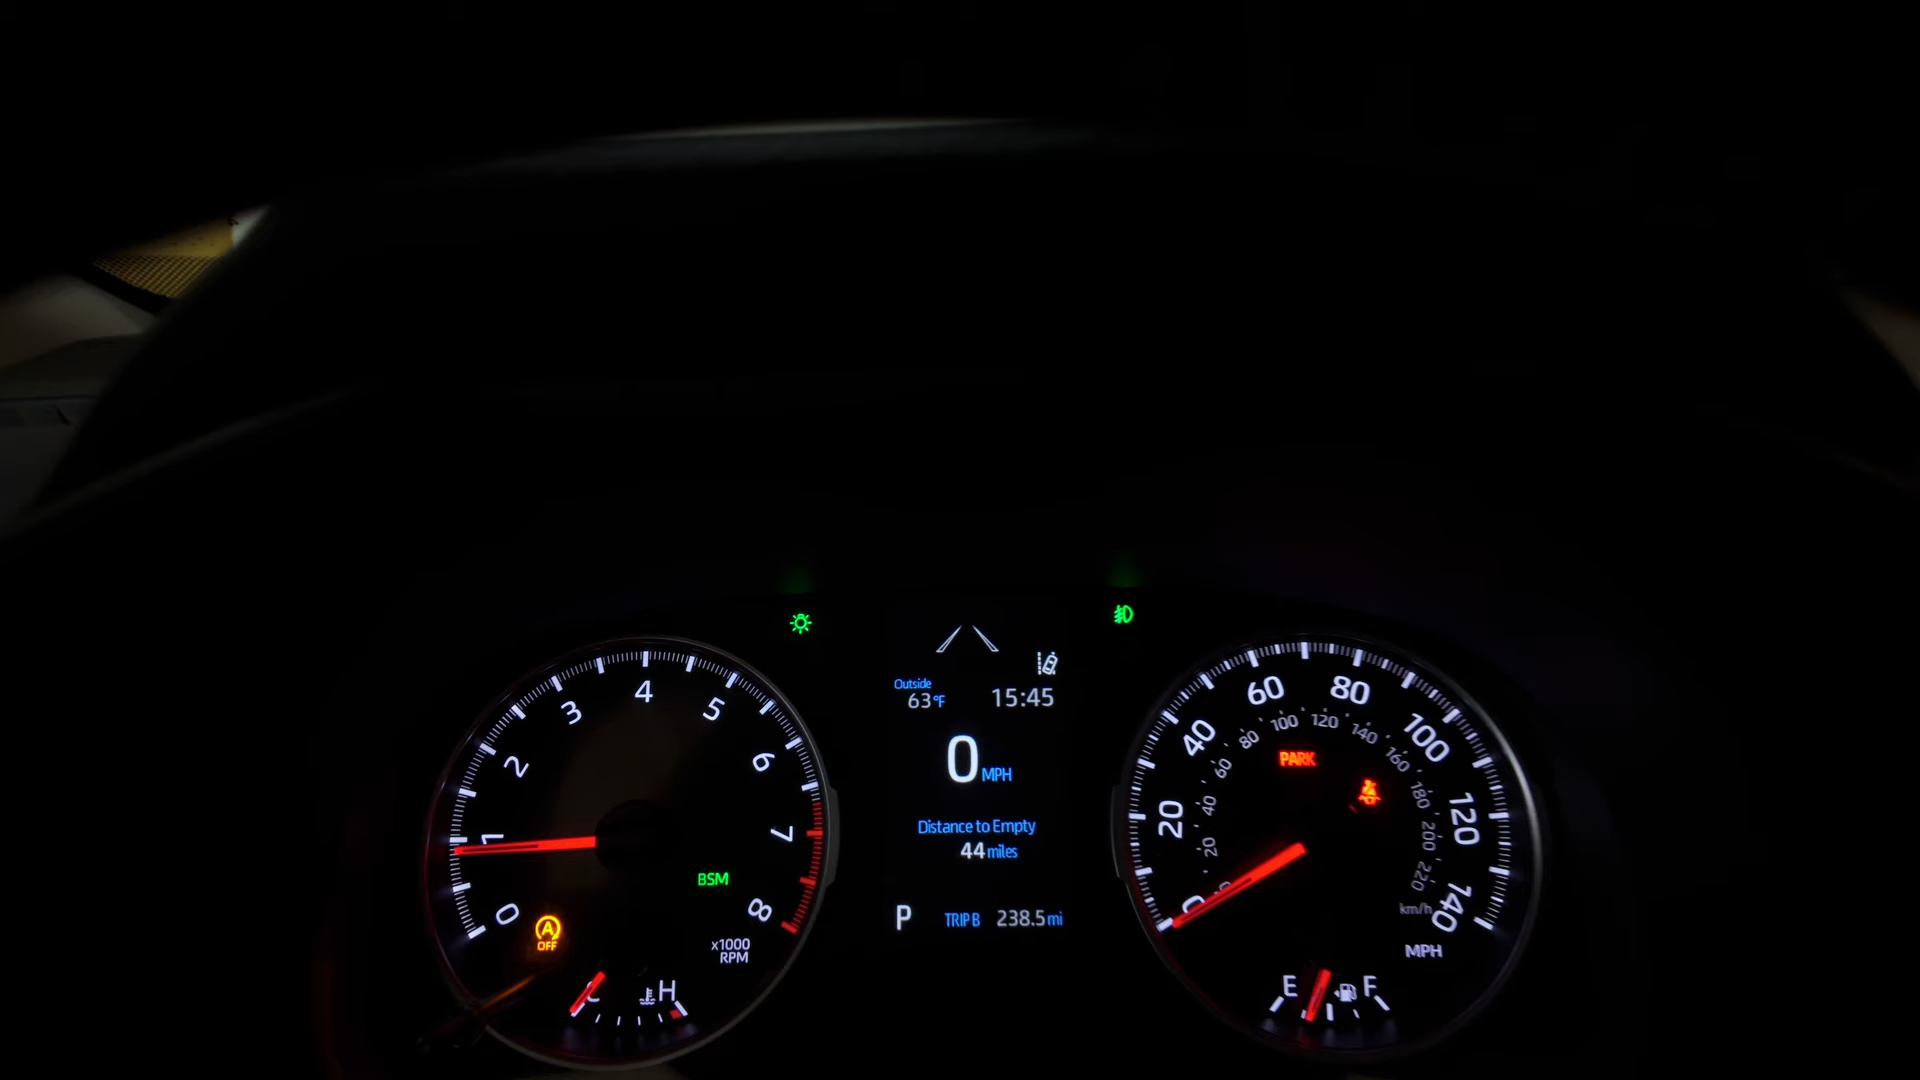 0
1
2
3
4
5
6
7
8
BSM
A
OFF
x1000
RPM
C
H
Outside
63°F
15:45
0 MPH
Distance to Empty
44 miles
P TRIP B 238.5 mi
0
20
40
60
80
100
120
140
0
20
40
60
80
100
120
140
160
180
200
220
km/h
MPH
PARK
E
F